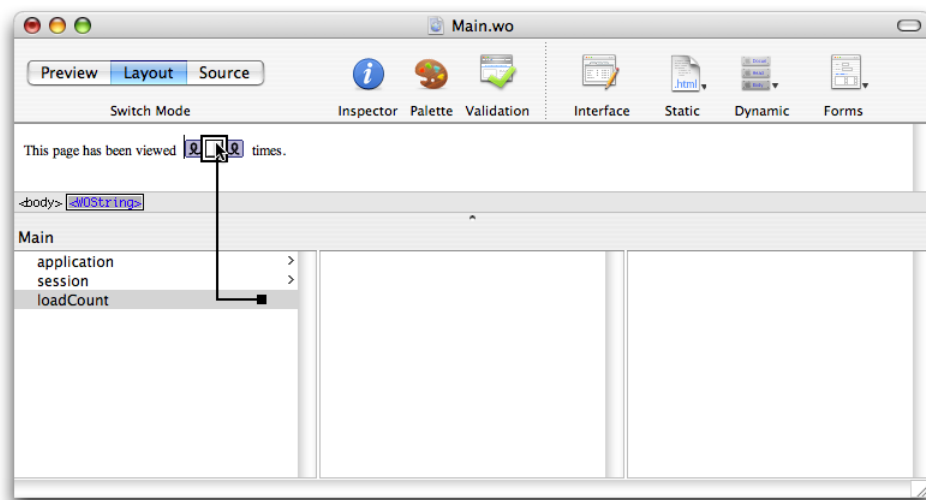 Main.wo
Preview Layout Source
Switch Mode Inspector Palette Validation Interface Static Dynamic Forms
.html
This page has been viewed times.
<body> <WOString>
Main
application >
session >
loadCount